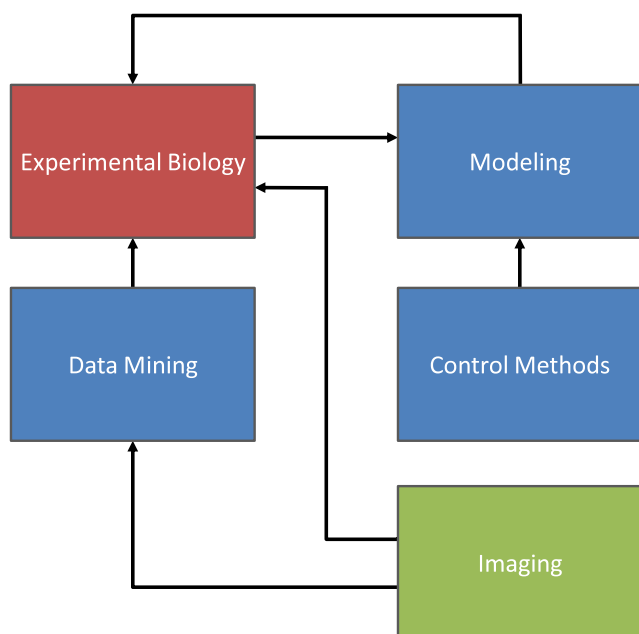 Experimental Biology
Modeling
Data Mining
Control Methods
Imaging